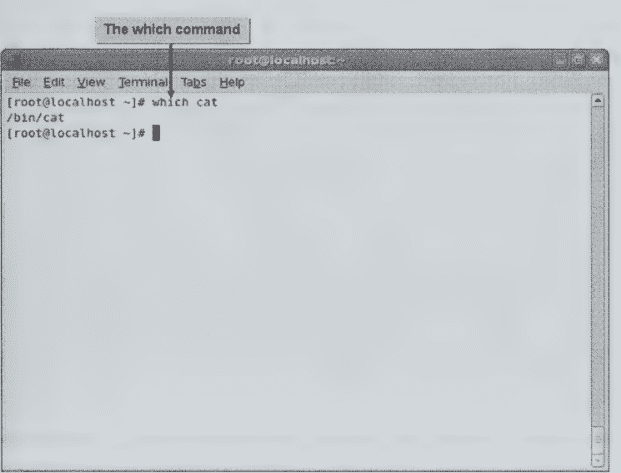 The which command
root@localhost:~
File Edit View Terminal Tabs Help
[root@localhost ~]# which cat
/bin/cat
[root@localhost ~]#